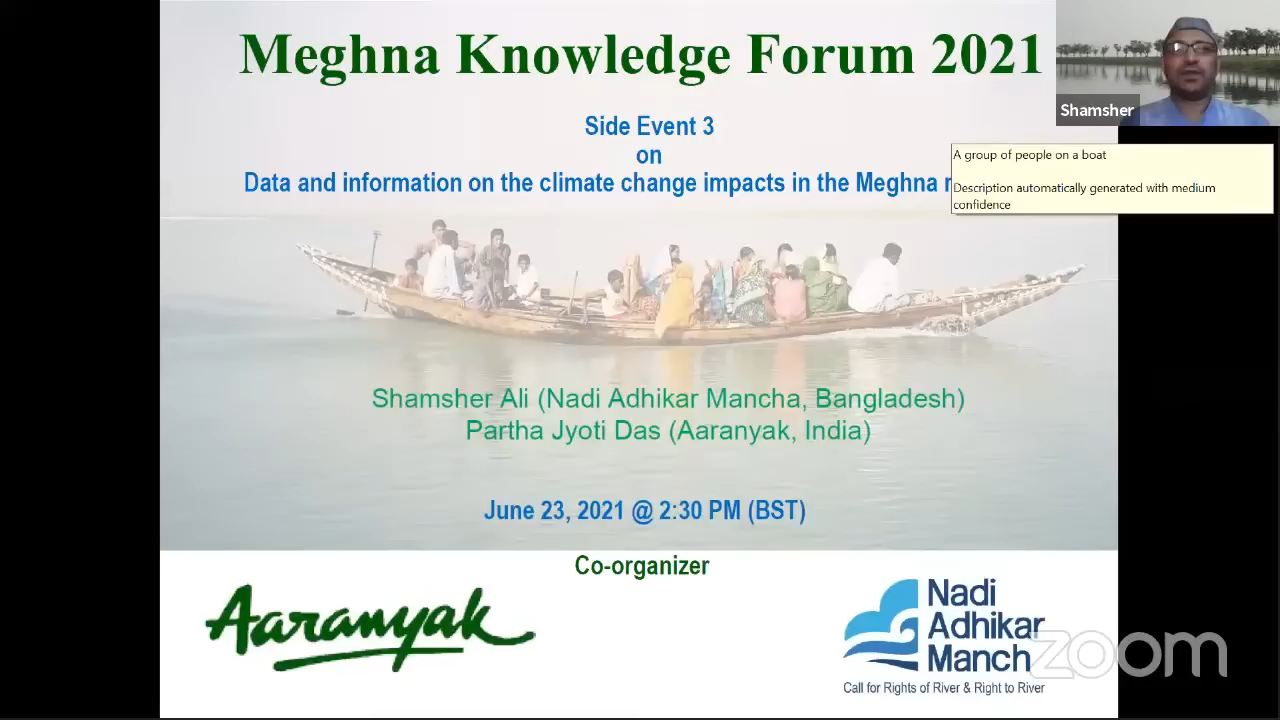 Meghna Knowledge Forum 2021
Side Event 3
on
Data and information on the climate change impacts in the Meghna
Shamsher
A group of people on a boat
Description automatically generated with medium
confidence
Shamsher Ali (Nadi Adhikar Mancha, Bangladesh)
Partha Jyoti Das (Aaranyak, India)
June 23, 2021 @ 2:30 PM (BST)
Co-organizer
Aaranyak
Nadi
Adhikar
Manch
Call for Rights of River & Right to River
zoom